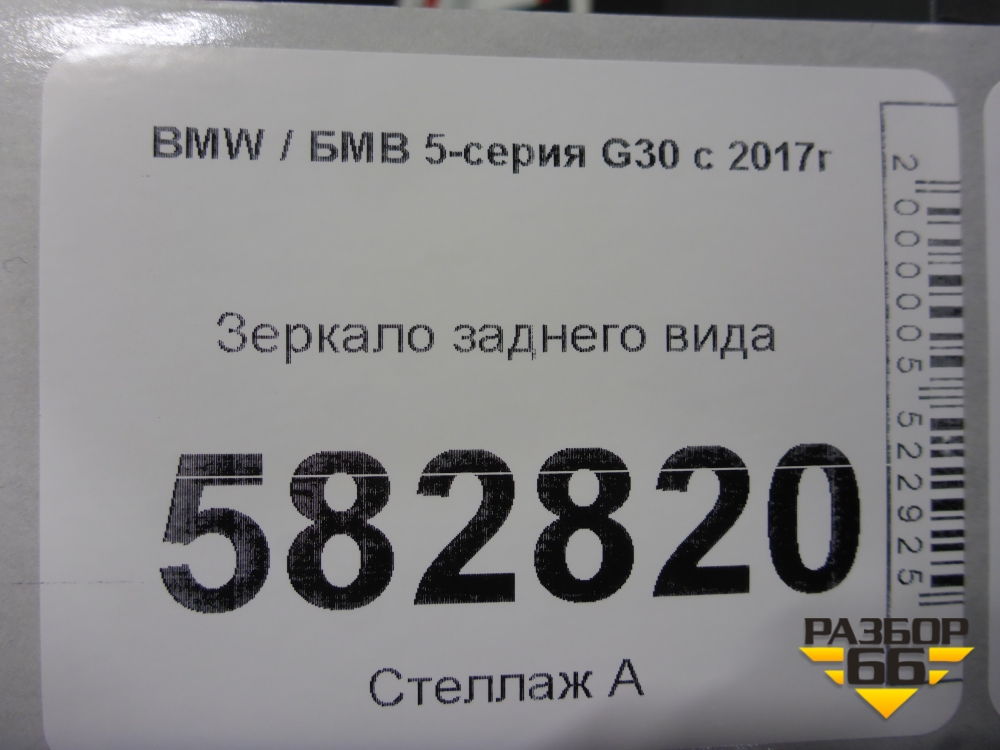 BMW / БМВ 5-серия G30 с 2017г
Зеркало заднего вида
582820
Стеллаж А
2000005522925
РАЗБОР
66